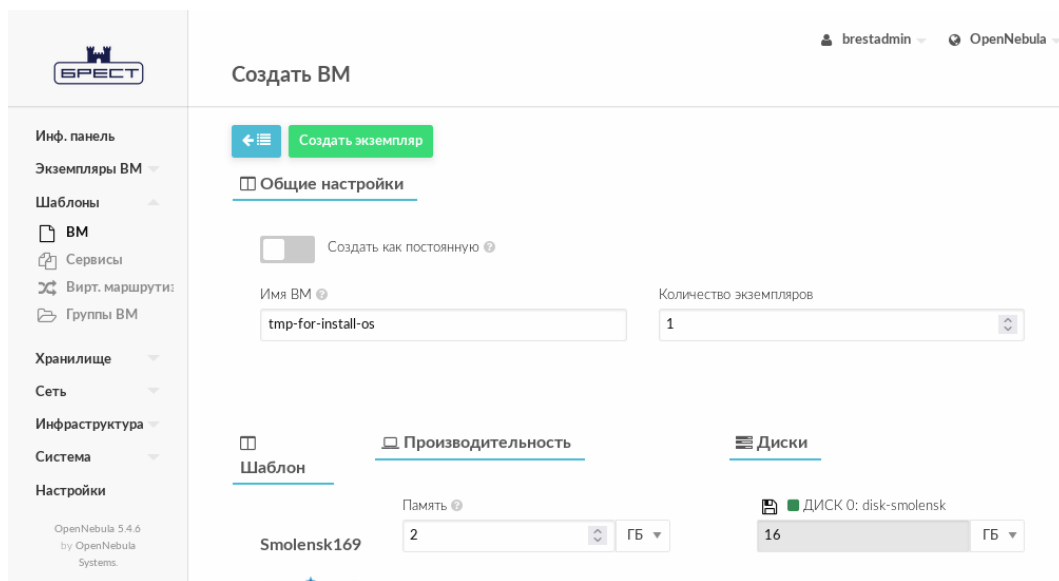 brestadmin
OpenNebula
БРЕСТ
Создать ВМ
Инф. панель
Экземпляры ВМ
Шаблоны
ВМ
Сервисы
Вирт. маршрути
Группы ВМ
Хранилище
Сеть
Инфраструктура
Система
Настройки
OpenNebula 5.4.6
by OpenNebula
Systems.
Создать экземпляр
Общие настройки
Создать как постоянную
Имя ВМ
tmp-for-install-os
Количество экземпляров
1
Шаблон
Smolensk169
Производительность
Память
2 ГБ
Диски
ДИСК 0: disk-smolensk
16 ГБ